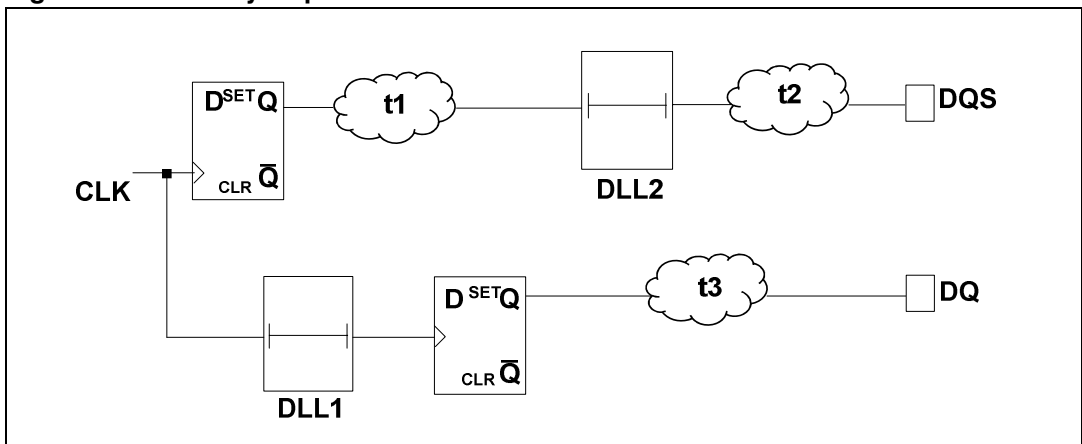 D SET Q
t1
t2
DQS
CLK
CLR Q̅
DLL2
D SET Q
t3
DQ
CLR Q̅
DLL1